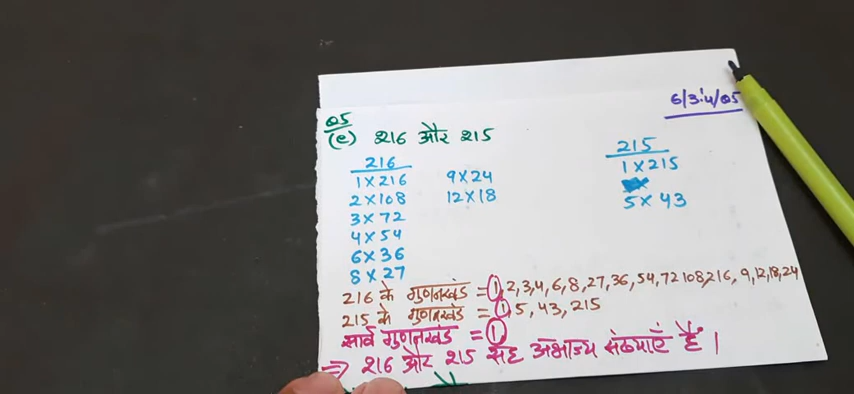 6/3.4/Q5
Q5
(e) 216 और 215
216
1×216
2×108
3×72
4×54
6×36
8×27
9×24
12×18
215
1×215
5×43
216 के गुणनखंड = 1, 2, 3, 4, 6, 8, 27, 36, 54, 72 108, 216, 9, 12, 18, 24
215 के गुणनखंड = 1, 5, 43, 215
सार्व गुणनखंड = 1
⇒ 216 और 215 सह अभाज्य संख्याएँ हैं।